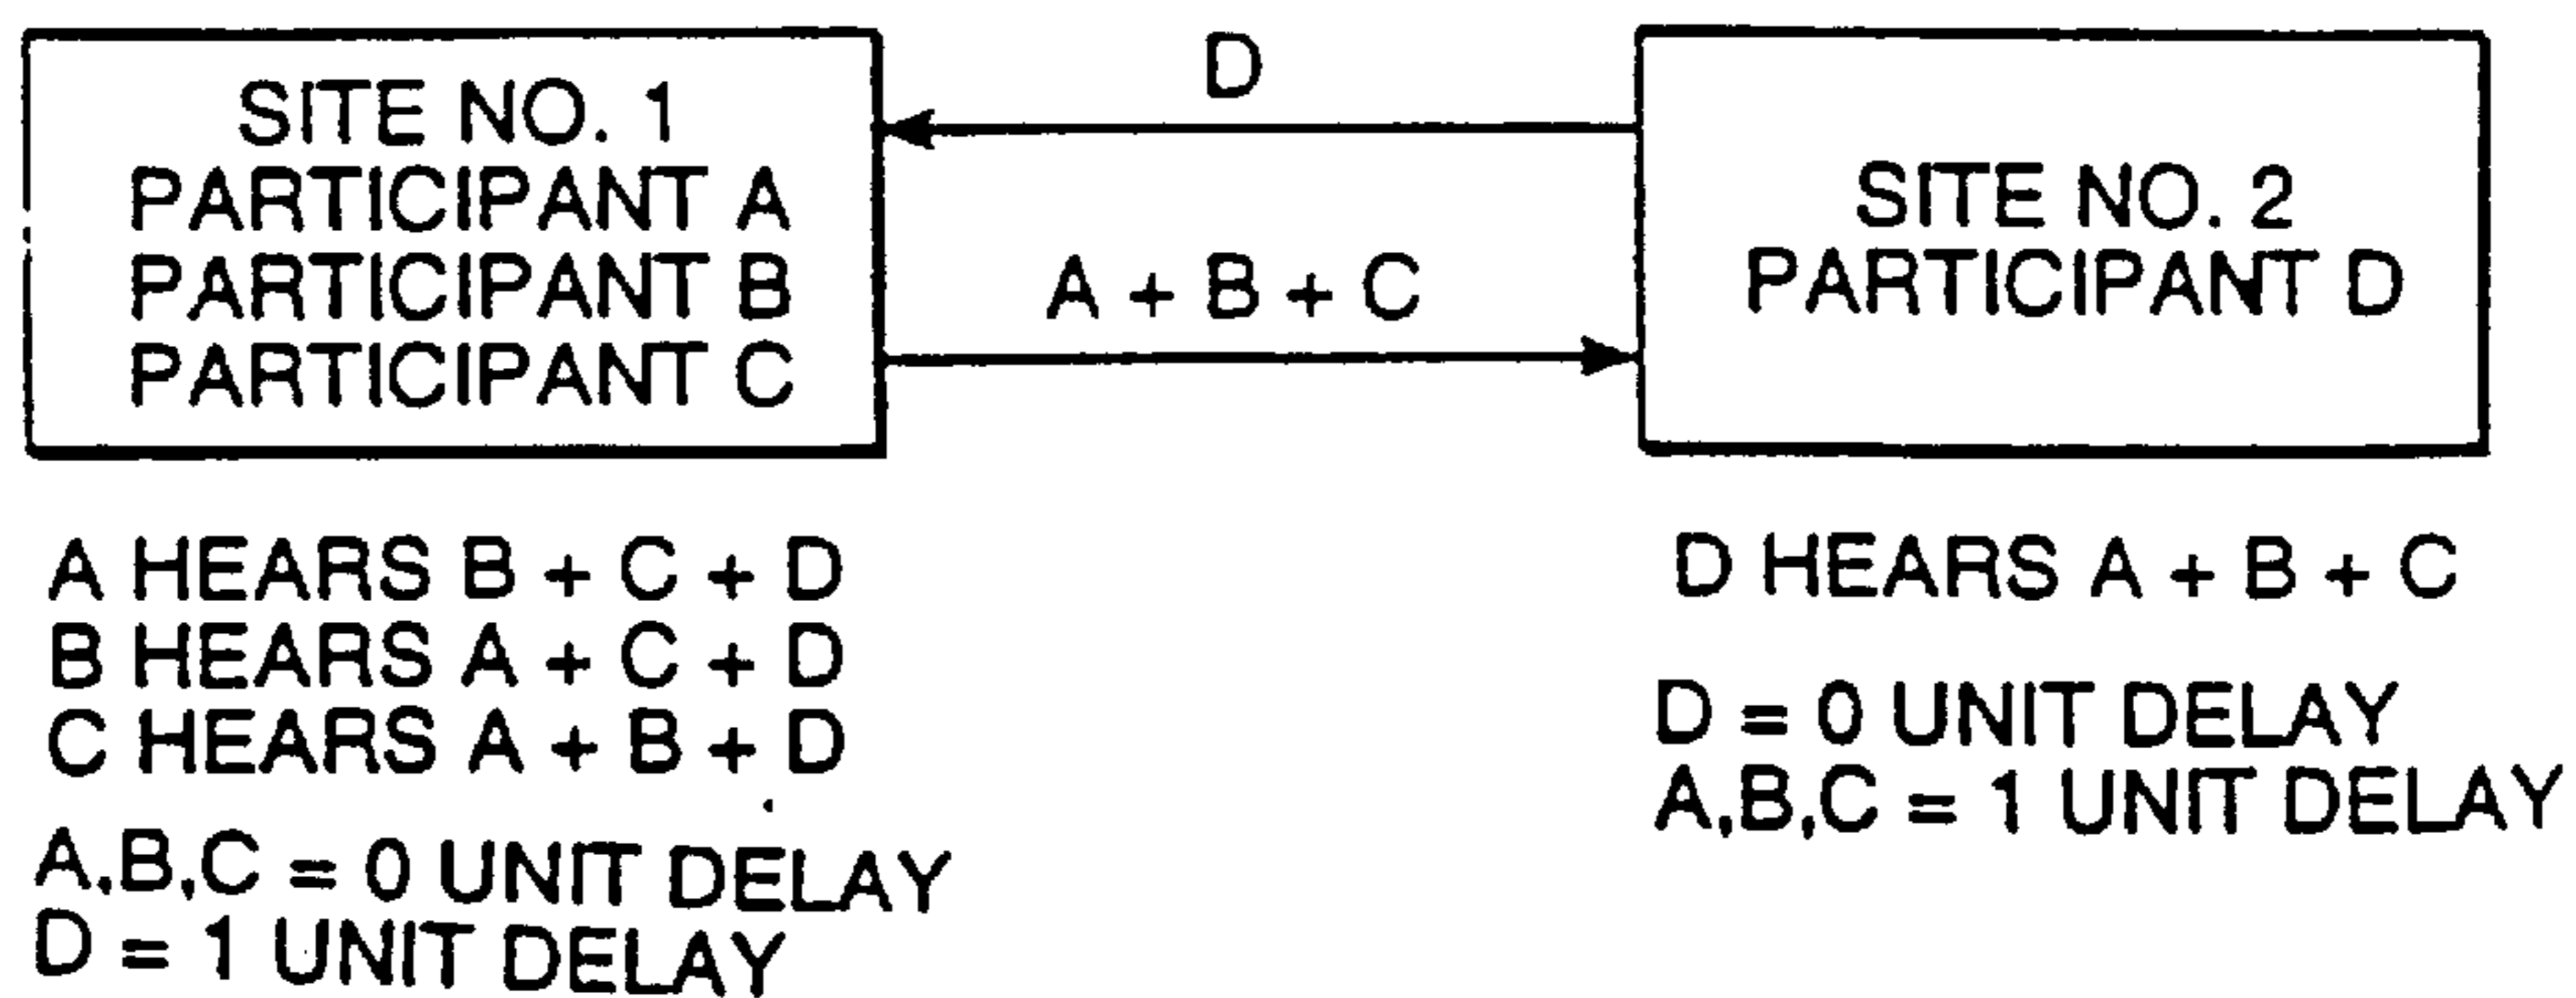 SITE NO. 1
PARTICIPANT A
PARTICIPANT B
PARTICIPANT C
D
A + B + C
SITE NO. 2
PARTICIPANT D
A HEARS B + C + D
B HEARS A + C + D
C HEARS A + B + D
A,B,C = 0 UNIT DELAY
D = 1 UNIT DELAY
D HEARS A + B + C
D = 0 UNIT DELAY
A,B,C = 1 UNIT DELAY